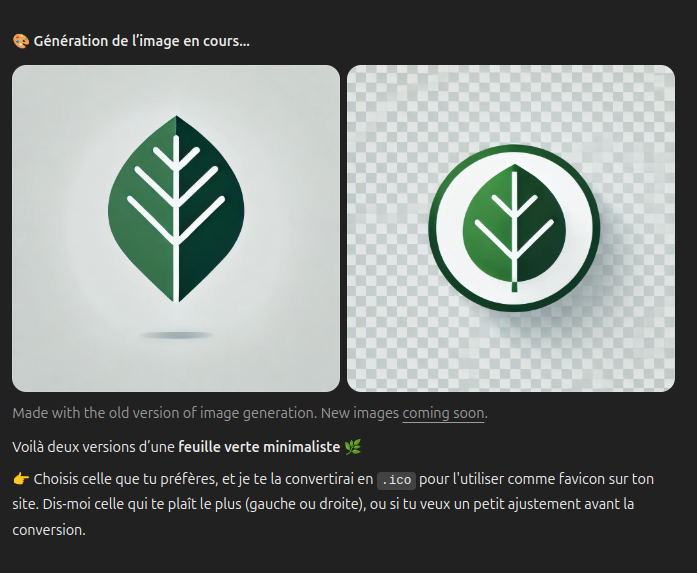 🎨 Génération de l’image en cours...
Made with the old version of image generation. New images coming soon.
Voilà deux versions d’une feuille verte minimaliste 🌿
👉 Choisis celle que tu préfères, et je te la convertirai en .ico pour l'utiliser comme favicon sur ton
site. Dis-moi celle qui te plaît le plus (gauche ou droite), ou si tu veux un petit ajustement avant la
conversion.